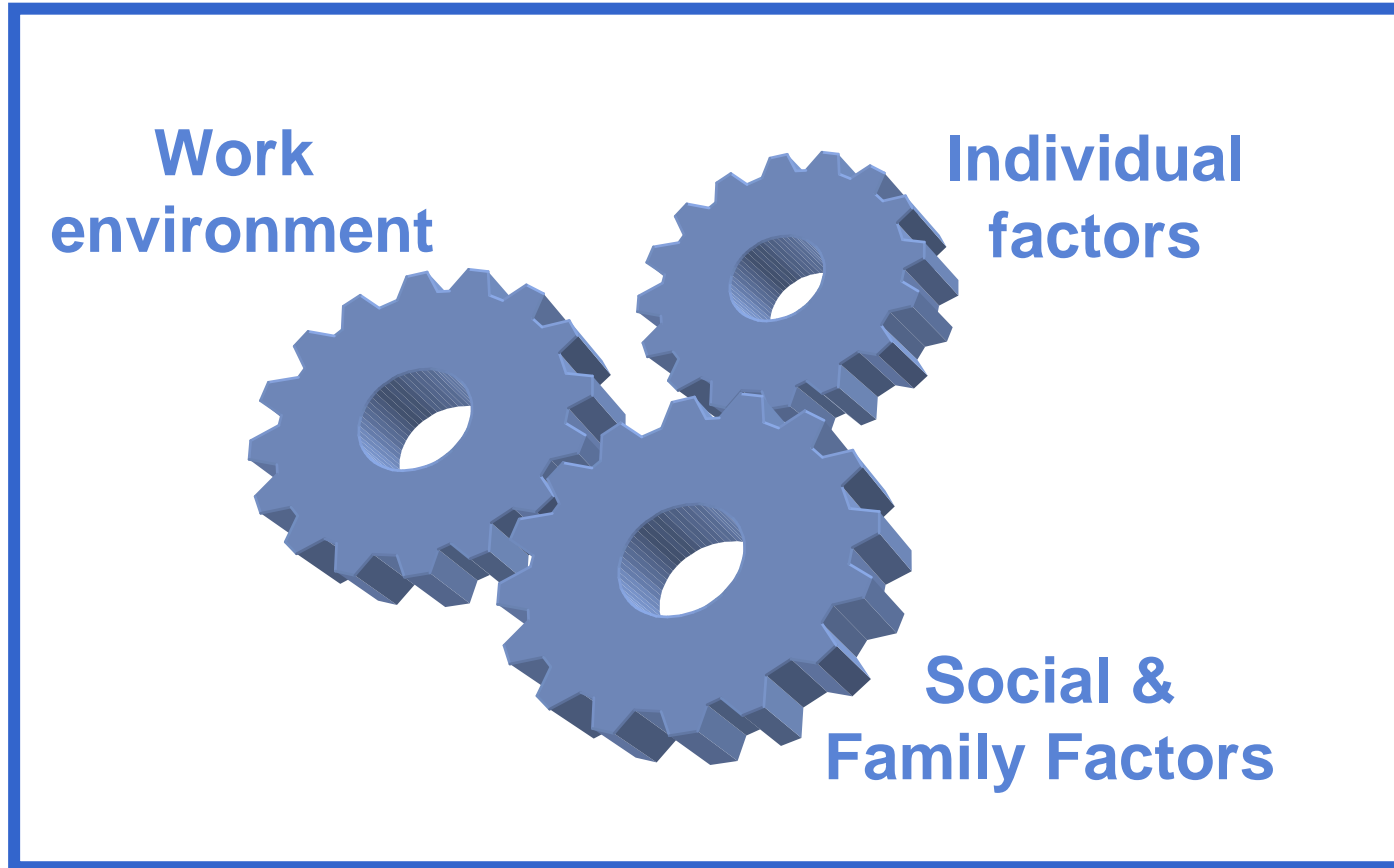 Work
environment
Individual
factors
Social &
Family Factors